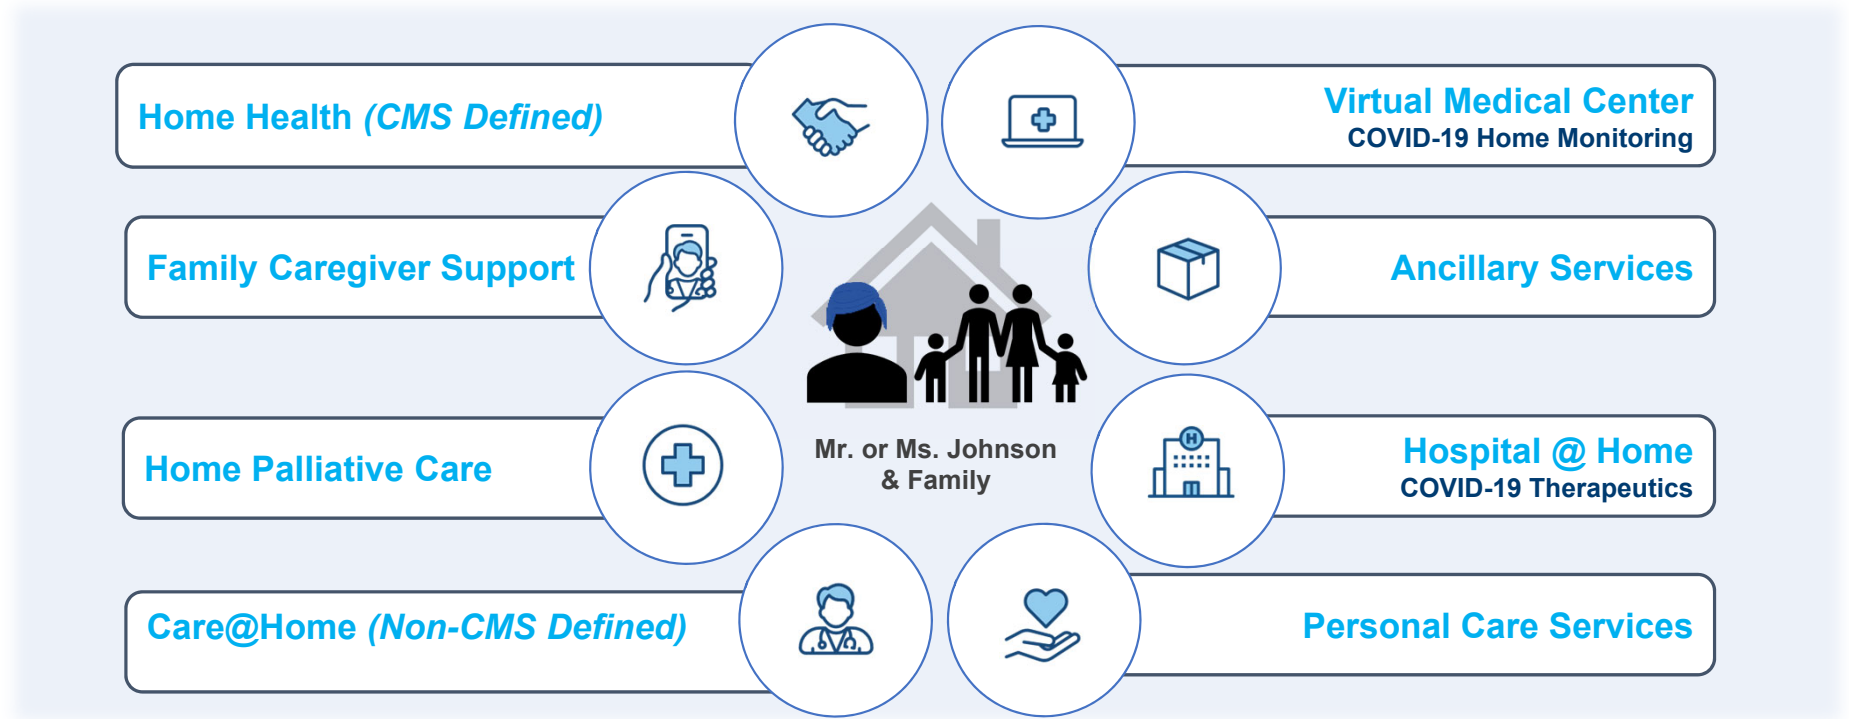 Home Health (CMS Defined)
Virtual Medical Center
COVID-19 Home Monitoring
Family Caregiver Support
Ancillary Services
Mr. or Ms. Johnson
& Family
Home Palliative Care
H
Hospital @ Home
COVID-19 Therapeutics
Care@Home (Non-CMS Defined)
Personal Care Services